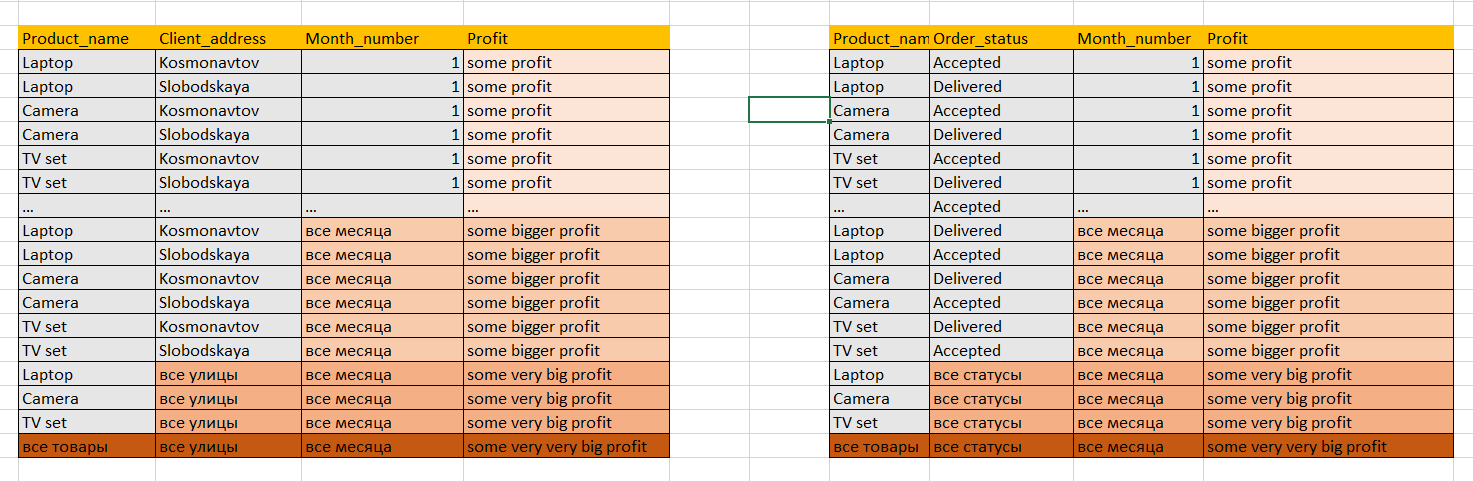 Product_name Client_address Month_number Profit
Laptop Kosmonavtov 1 some profit
Laptop Slobodskaya 1 some profit
Camera Kosmonavtov 1 some profit
Camera Slobodskaya 1 some profit
TV set Kosmonavtov 1 some profit
TV set Slobodskaya 1 some profit
... ... ... ...
Laptop Kosmonavtov все месяца some bigger profit
Laptop Slobodskaya все месяца some bigger profit
Camera Kosmonavtov все месяца some bigger profit
Camera Slobodskaya все месяца some bigger profit
TV set Kosmonavtov все месяца some bigger profit
TV set Slobodskaya все месяца some bigger profit
Laptop все улицы все месяца some very big profit
Camera все улицы все месяца some very big profit
TV set все улицы все месяца some very big profit
все товары все улицы все месяца some very very big profit
Product_nam Order_status Month_number Profit
Laptop Accepted 1 some profit
Laptop Delivered 1 some profit
Camera Accepted 1 some profit
Camera Delivered 1 some profit
TV set Accepted 1 some profit
TV set Delivered 1 some profit
... Accepted ... ...
Laptop Delivered все месяца some bigger profit
Laptop Accepted все месяца some bigger profit
Camera Delivered все месяца some bigger profit
Camera Accepted все месяца some bigger profit
TV set Delivered все месяца some bigger profit
TV set Accepted все месяца some bigger profit
Laptop все статусы все месяца some very big profit
Camera все статусы все месяца some very big profit
TV set все статусы все месяца some very big profit
все товары все статусы все месяца some very very big profit